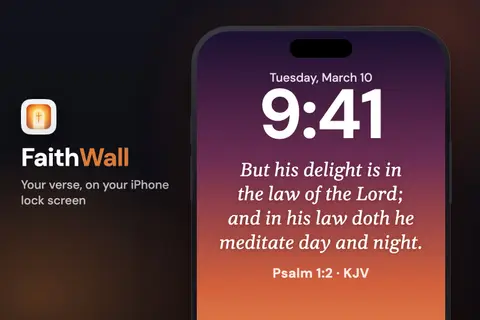 FaithWall
Your verse, on your iPhone
lock screen
Tuesday, March 10
9:41
But his delight is in
the law of the Lord;
and in his law doth he
meditate day and night.
Psalm 1:2 · KJV